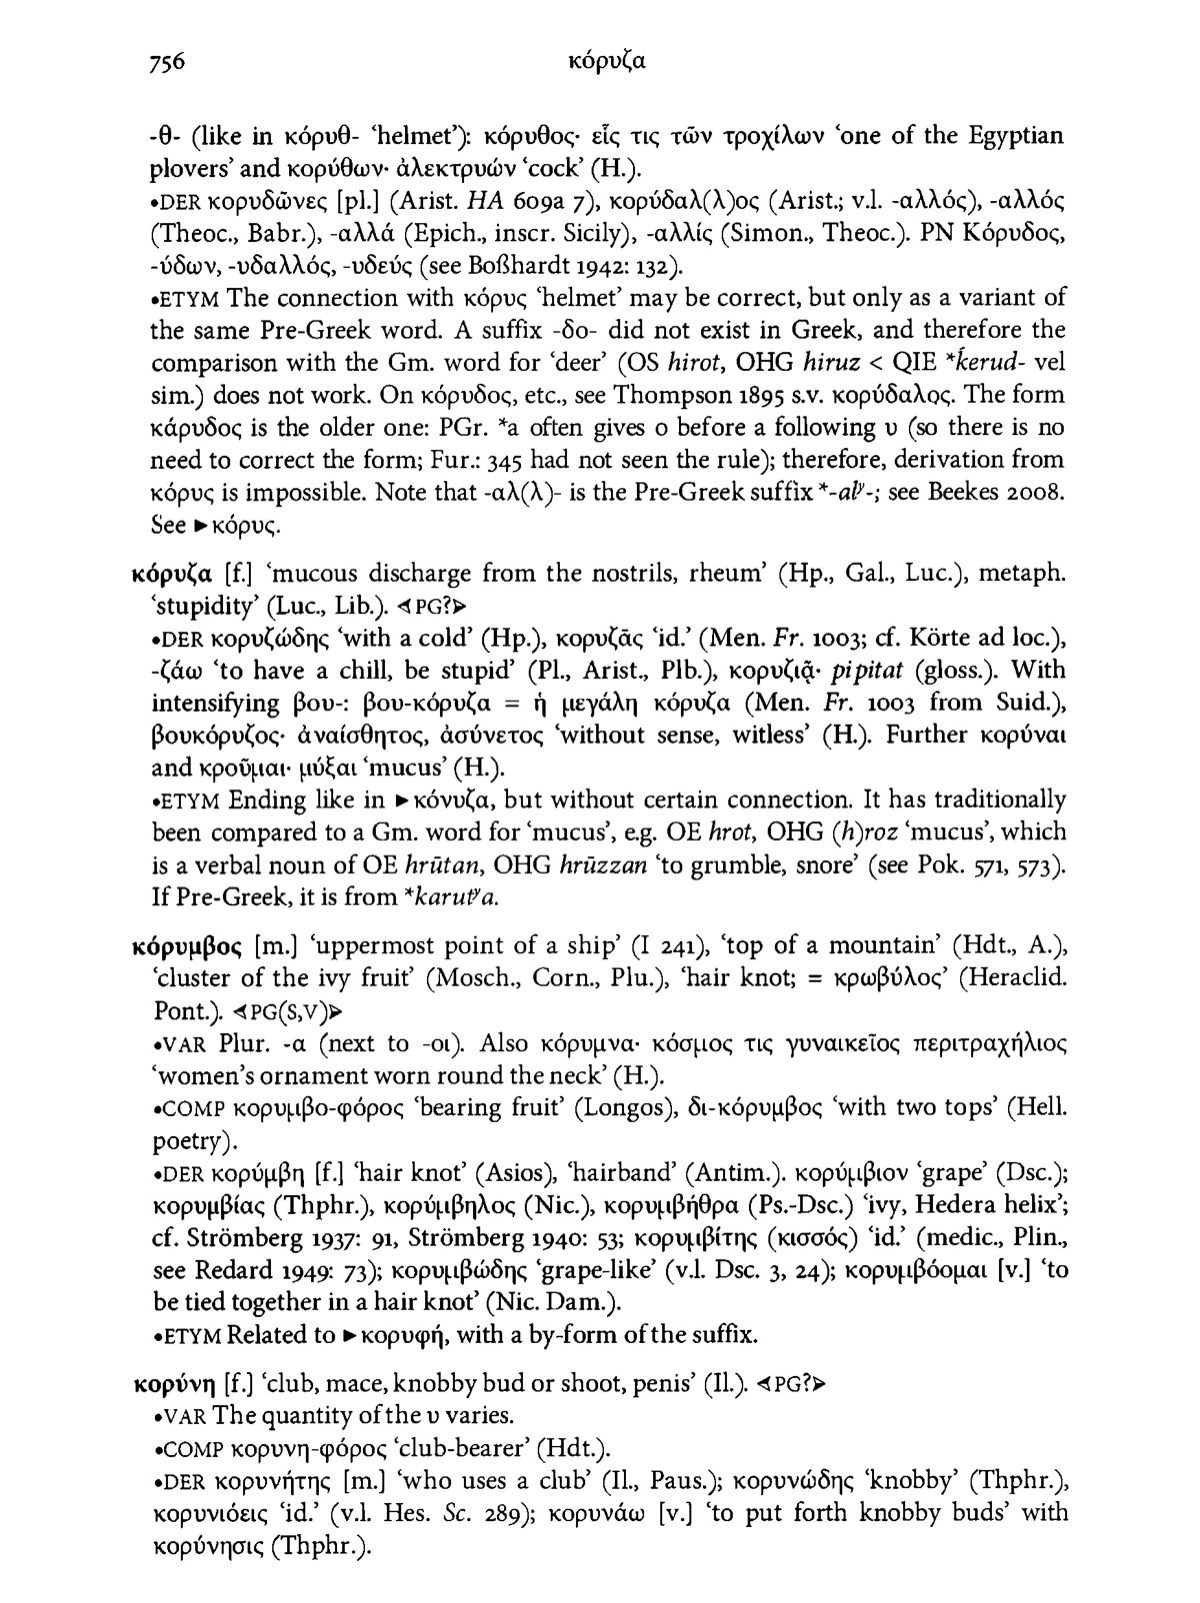 756
κόρυζα
-θ- (like in κόρυθ- ‘helmet’): κόρυθος· εἷς τις τῶν τροχίλων ‘one of the Egyptian
plovers’ and κορύθων· ἀλεκτρυών ‘cock’ (H.).
•DER κορυδῶνες [pl.] (Arist. HA 609a 7), κορύδαλ(λ)ος (Arist.; v.l. -αλλός), -αλλός
(Theoc., Babr.), -αλλά (Epich., inscr. Sicily), -αλλίς (Simon., Theoc.). PN Κόρυδος,
-ύδων, -υδαλλός, -υδεύς (see Boßhardt 1942: 132).
•ETYM The connection with κόρυς ‘helmet’ may be correct, but only as a variant of
the same Pre-Greek word. A suffix -δο- did not exist in Greek, and therefore the
comparison with the Gm. word for ‘deer’ (OS hirot, OHG hiruz < QIE *ḱerud- vel
sim.) does not work. On κόρυδος, etc., see Thompson 1895 s.v. κορύδαλος. The form
κάρυδος is the older one: PGr. *a often gives ο before a following υ (so there is no
need to correct the form; Fur.: 345 had not seen the rule); therefore, derivation from
κόρυς is impossible. Note that -αλ(λ)- is the Pre-Greek suffix *-alʸ-; see Beekes 2008.
See ►κόρυς.
κόρυζα [f.] ‘mucous discharge from the nostrils, rheum’ (Hp., Gal., Luc.), metaph.
‘stupidity’ (Luc., Lib.). ⊲PG?⊳
•DER κορυζώδης ‘with a cold’ (Hp.), κορυζᾶς ‘id.’ (Men. Fr. 1003; cf. Körte ad loc.),
-ζάω ‘to have a chill, be stupid’ (Pl., Arist., Plb.), κορυζιᾷ· pipitat (gloss.). With
intensifying βου-: βου-κόρυζα = ἡ μεγάλη κόρυζα (Men. Fr. 1003 from Suid.),
βουκόρυζος· ἀναίσθητος, ἀσύνετος ‘without sense, witless’ (H.). Further κορύναι
and κροῦμαι· μύξαι ‘mucus’ (H.).
•ETYM Ending like in ►κόνυζα, but without certain connection. It has traditionally
been compared to a Gm. word for ‘mucus’, e.g. OE hrot, OHG (h)roz ‘mucus’, which
is a verbal noun of OE hrūtan, OHG hrūzzan ‘to grumble, snore’ (see Pok. 571, 573).
If Pre-Greek, it is from *karutʸa.
κόρυμβος [m.] ‘uppermost point of a ship’ (I 241), ‘top of a mountain’ (Hdt., A.),
‘cluster of the ivy fruit’ (Mosch., Corn., Plu.), ‘hair knot; = κρωβύλος’ (Heraclid.
Pont.). ⊲PG(S,V)⊳
•VAR Plur. -α (next to -οι). Also κόρυμνα· κόσμος τις γυναικεῖος περιτραχήλιος
‘women’s ornament worn round the neck’ (H.).
•COMP κορυμβο-φόρος ‘bearing fruit’ (Longos), δι-κόρυμβος ‘with two tops’ (Hell.
poetry).
•DER κορύμβη [f.] ‘hair knot’ (Asios), ‘hairband’ (Antim.). κορύμβιον ‘grape’ (Dsc.);
κορυμβίας (Thphr.), κορύμβηλος (Nic.), κορυμβήθρα (Ps.-Dsc.) ‘ivy, Hedera helix’;
cf. Strömberg 1937: 91, Strömberg 1940: 53; κορυμβίτης (κισσός) ‘id.’ (medic., Plin.,
see Redard 1949: 73); κορυμβώδης ‘grape-like’ (v.l. Dsc. 3, 24); κορυμβόομαι [v.] ‘to
be tied together in a hair knot’ (Nic. Dam.).
•ETYM Related to ►κορυφή, with a by-form of the suffix.
κορύνη [f.] ‘club, mace, knobby bud or shoot, penis’ (Il.). ⊲PG?⊳
•VAR The quantity of the υ varies.
•COMP κορυνη-φόρος ‘club-bearer’ (Hdt.).
•DER κορυνήτης [m.] ‘who uses a club’ (Il., Paus.); κορυνώδης ‘knobby’ (Thphr.),
κορυνιόεις ‘id.’ (v.l. Hes. Sc. 289); κορυνάω [v.] ‘to put forth knobby buds’ with
κορύνησις (Thphr.).